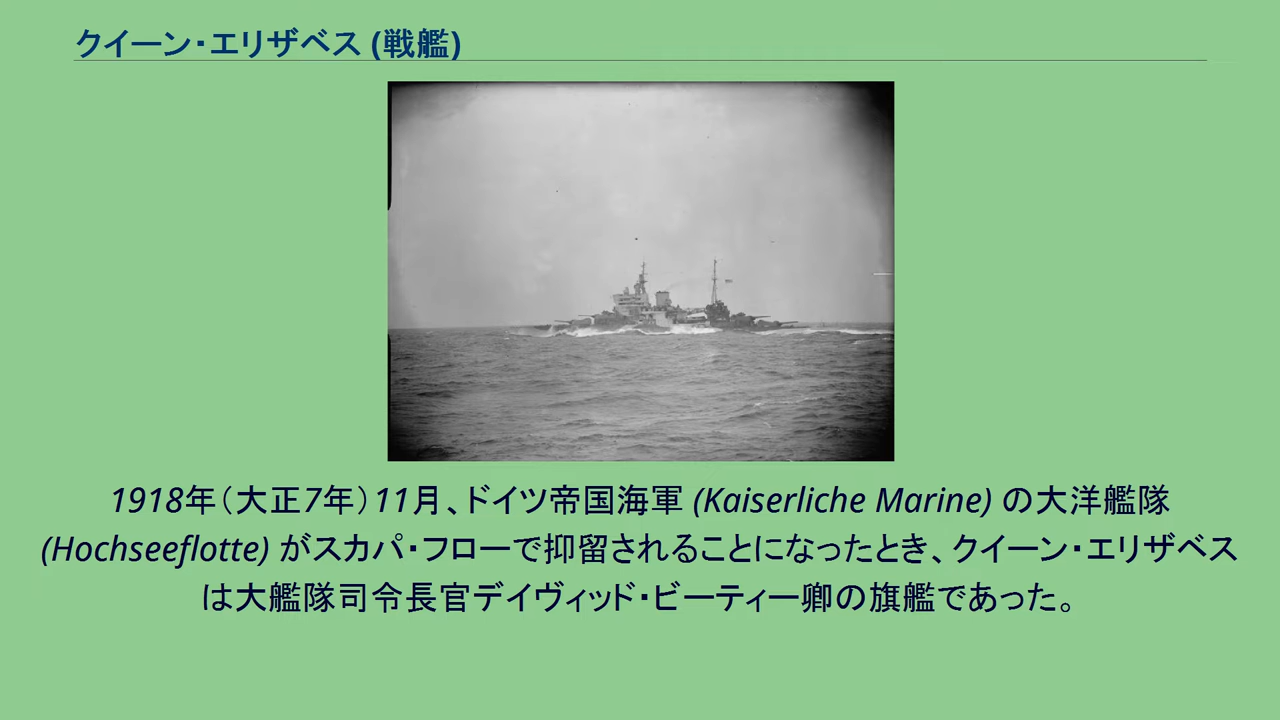 クイーン・エリザベス (戦艦)
1918年（大正7年）11月、ドイツ帝国海軍 (Kaiserliche Marine) の大洋艦隊
(Hochseeflotte) がスカパ・フローで抑留されることになったとき、クイーン・エリザベス
は大艦隊司令長官デイヴィッド・ビーティー卿の旗艦であった。